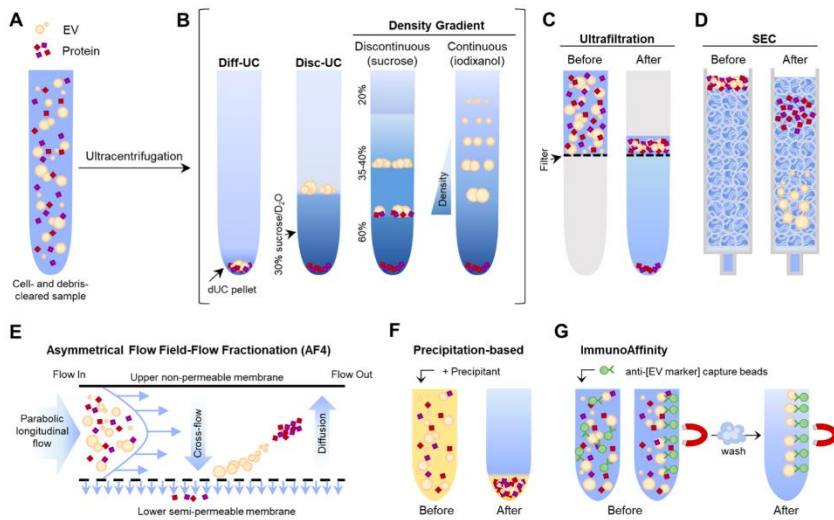 A
EV
Protein
Ultracentrifugation
Cell- and debris-
cleared sample
B
Diff-UC
dUC pellet
Disc-UC
30% sucrose/D₂O
Density Gradient
Discontinuous
(sucrose)
Continuous
(iodixanol)
20%
35-40%
60%
Density
C
Ultrafiltration
Before
After
Filter
D
SEC
Before
After
E
Asymmetrical Flow Field-Flow Fractionation (AF4)
Flow In
Upper non-permeable membrane
Flow Out
Parabolic
longitudinal
flow
Cross-flow
Diffusion
Lower semi-permeable membrane
F
Precipitation-based
+ Precipitant
Before
After
G
ImmunoAffinity
anti-[EV marker] capture beads
wash
Before
After